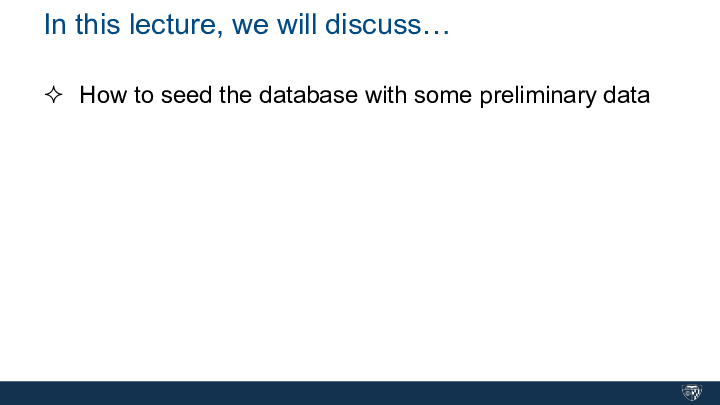 In this lecture, we will discuss…
✧ How to seed the database with some preliminary data